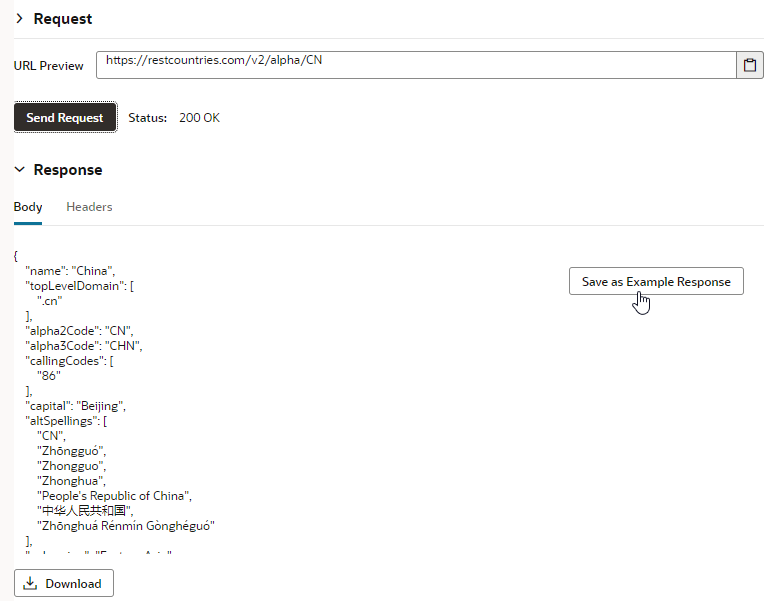 Request
URL Preview
https://restcountries.com/v2/alpha/CN
Send Request
Status: 200 OK
Response
Body
Headers
{
"name": "China",
"topLevelDomain": [
".cn"
],
"alpha2Code": "CN",
"alpha3Code": "CHN",
"callingCodes": [
"86"
],
"capital": "Beijing",
"altSpellings": [
"CN",
"Zhōngguó",
"Zhongguo",
"Zhonghua",
"People's Republic of China",
"中华人民共和国",
"Zhōnghuá Rénmín Gònghéguó"
],
Save as Example Response
Download